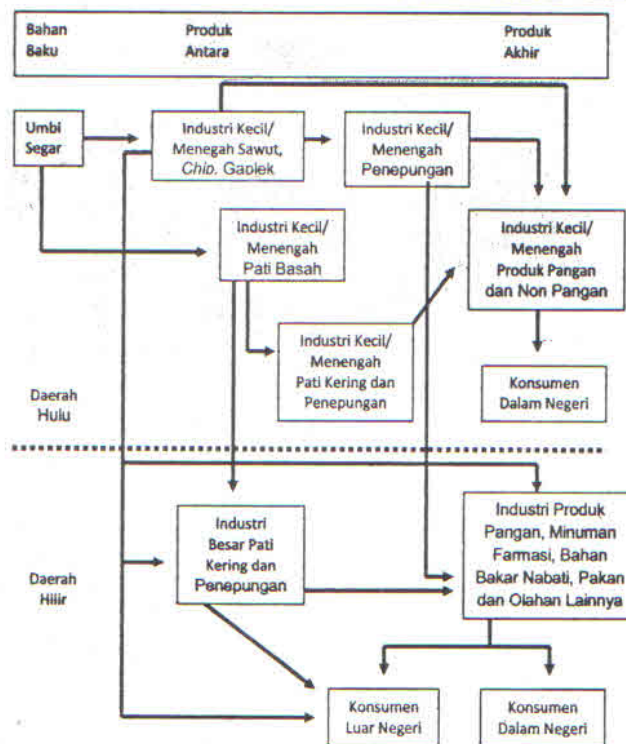 Bahan
Baku
Produk
Antara
Produk
Akhir
Umbi
Segar
Industri Kecil/
Menegah Sawut,
Chip. Gaplek
Industri Kecil/
Menengah
Penepungan
Industri Kecil/
Menengah
Pati Basah
Industri Kecil/
Menengah
Produk Pangan
dan Non Pangan
Industri Kecil/
Menengah
Pati Kering dan
Penepungan
Konsumen
Dalam Negeri
Daerah
Hulu
Industri
Besar Pati
Kering dan
Penepungan
Industri Produk
Pangan, Minuman
Farmasi, Bahan
Bakar Nabati, Pakan
dan Olahan Lainnya
Daerah
Hilir
Konsumen
Luar Negeri
Konsumen
Dalam Negeri